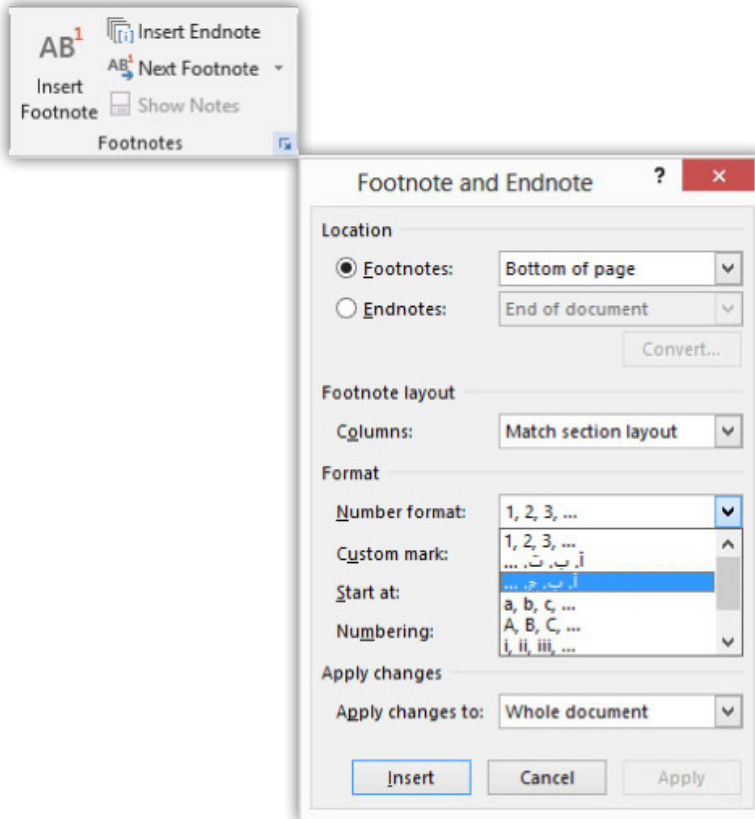 AB1
Insert Footnote
Insert Endnote
AB1 Next Footnote
Show Notes
Footnotes
Footnote and Endnote ? ×
Location
Footnotes: Bottom of page
Endnotes: End of document
Convert...
Footnote layout
Columns: Match section layout
Format
Number format: 1, 2, 3, ...
Custom mark:
Start at:
Numbering:
1, 2, 3, ...
أ, ب, ت, ...
أ, ب, ج, ...
a, b, c, ...
A, B, C, ...
i, ii, iii, ...
Apply changes
Apply changes to: Whole document
Insert Cancel Apply